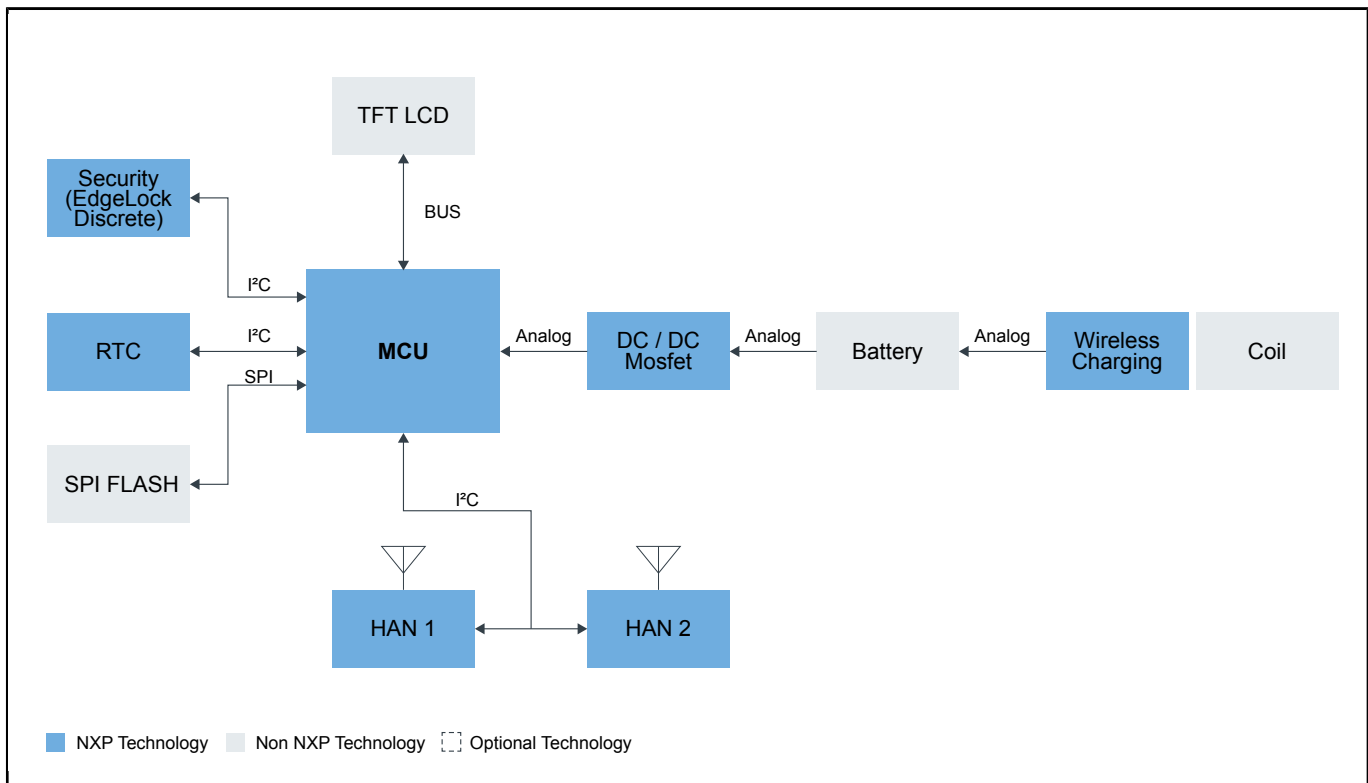 TFT LCD
Security
(EdgeLock
Discrete)
BUS
I²C
RTC
I²C
MCU
Analog
DC / DC
Mosfet
Analog
Battery
Analog
Wireless
Charging
Coil
SPI
SPI FLASH
I²C
HAN 1
HAN 2
NXP Technology
Non NXP Technology
Optional Technology